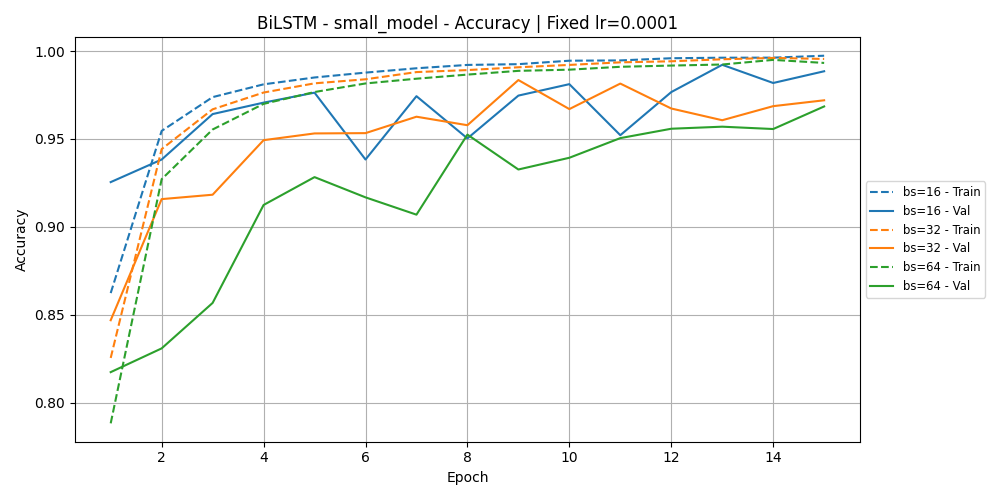 BiLSTM - small_model - Accuracy | Fixed lr=0.0001
Accuracy
1.00
0.95
0.90
0.85
0.80
2 4 6 8 10 12 14
Epoch
bs=16 - Train
bs=16 - Val
bs=32 - Train
bs=32 - Val
bs=64 - Train
bs=64 - Val